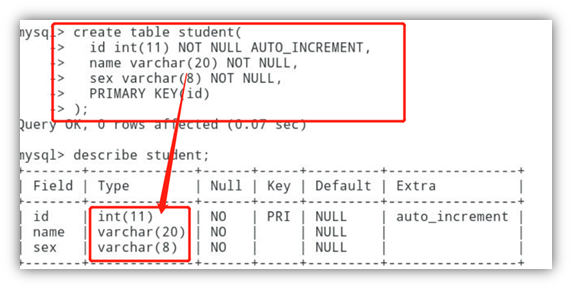 mysql> create table student(
    -> id int(11) NOT NULL AUTO_INCREMENT,
    -> name varchar(20) NOT NULL,
    -> sex varchar(8) NOT NULL,
    -> PRIMARY KEY(id)
    -> );
Query OK, 0 rows affected (0.07 sec)
mysql> describe student;
+-------+-------------+------+-----+---------+----------------+
| Field | Type        | Null | Key | Default | Extra          |
+-------+-------------+------+-----+---------+----------------+
| id    | int(11)     | NO   | PRI | NULL    | auto_increment |
| name  | varchar(20) | NO   |     | NULL    |                |
| sex   | varchar(8)  | NO   |     | NULL    |                |
+-------+-------------+------+-----+---------+----------------+